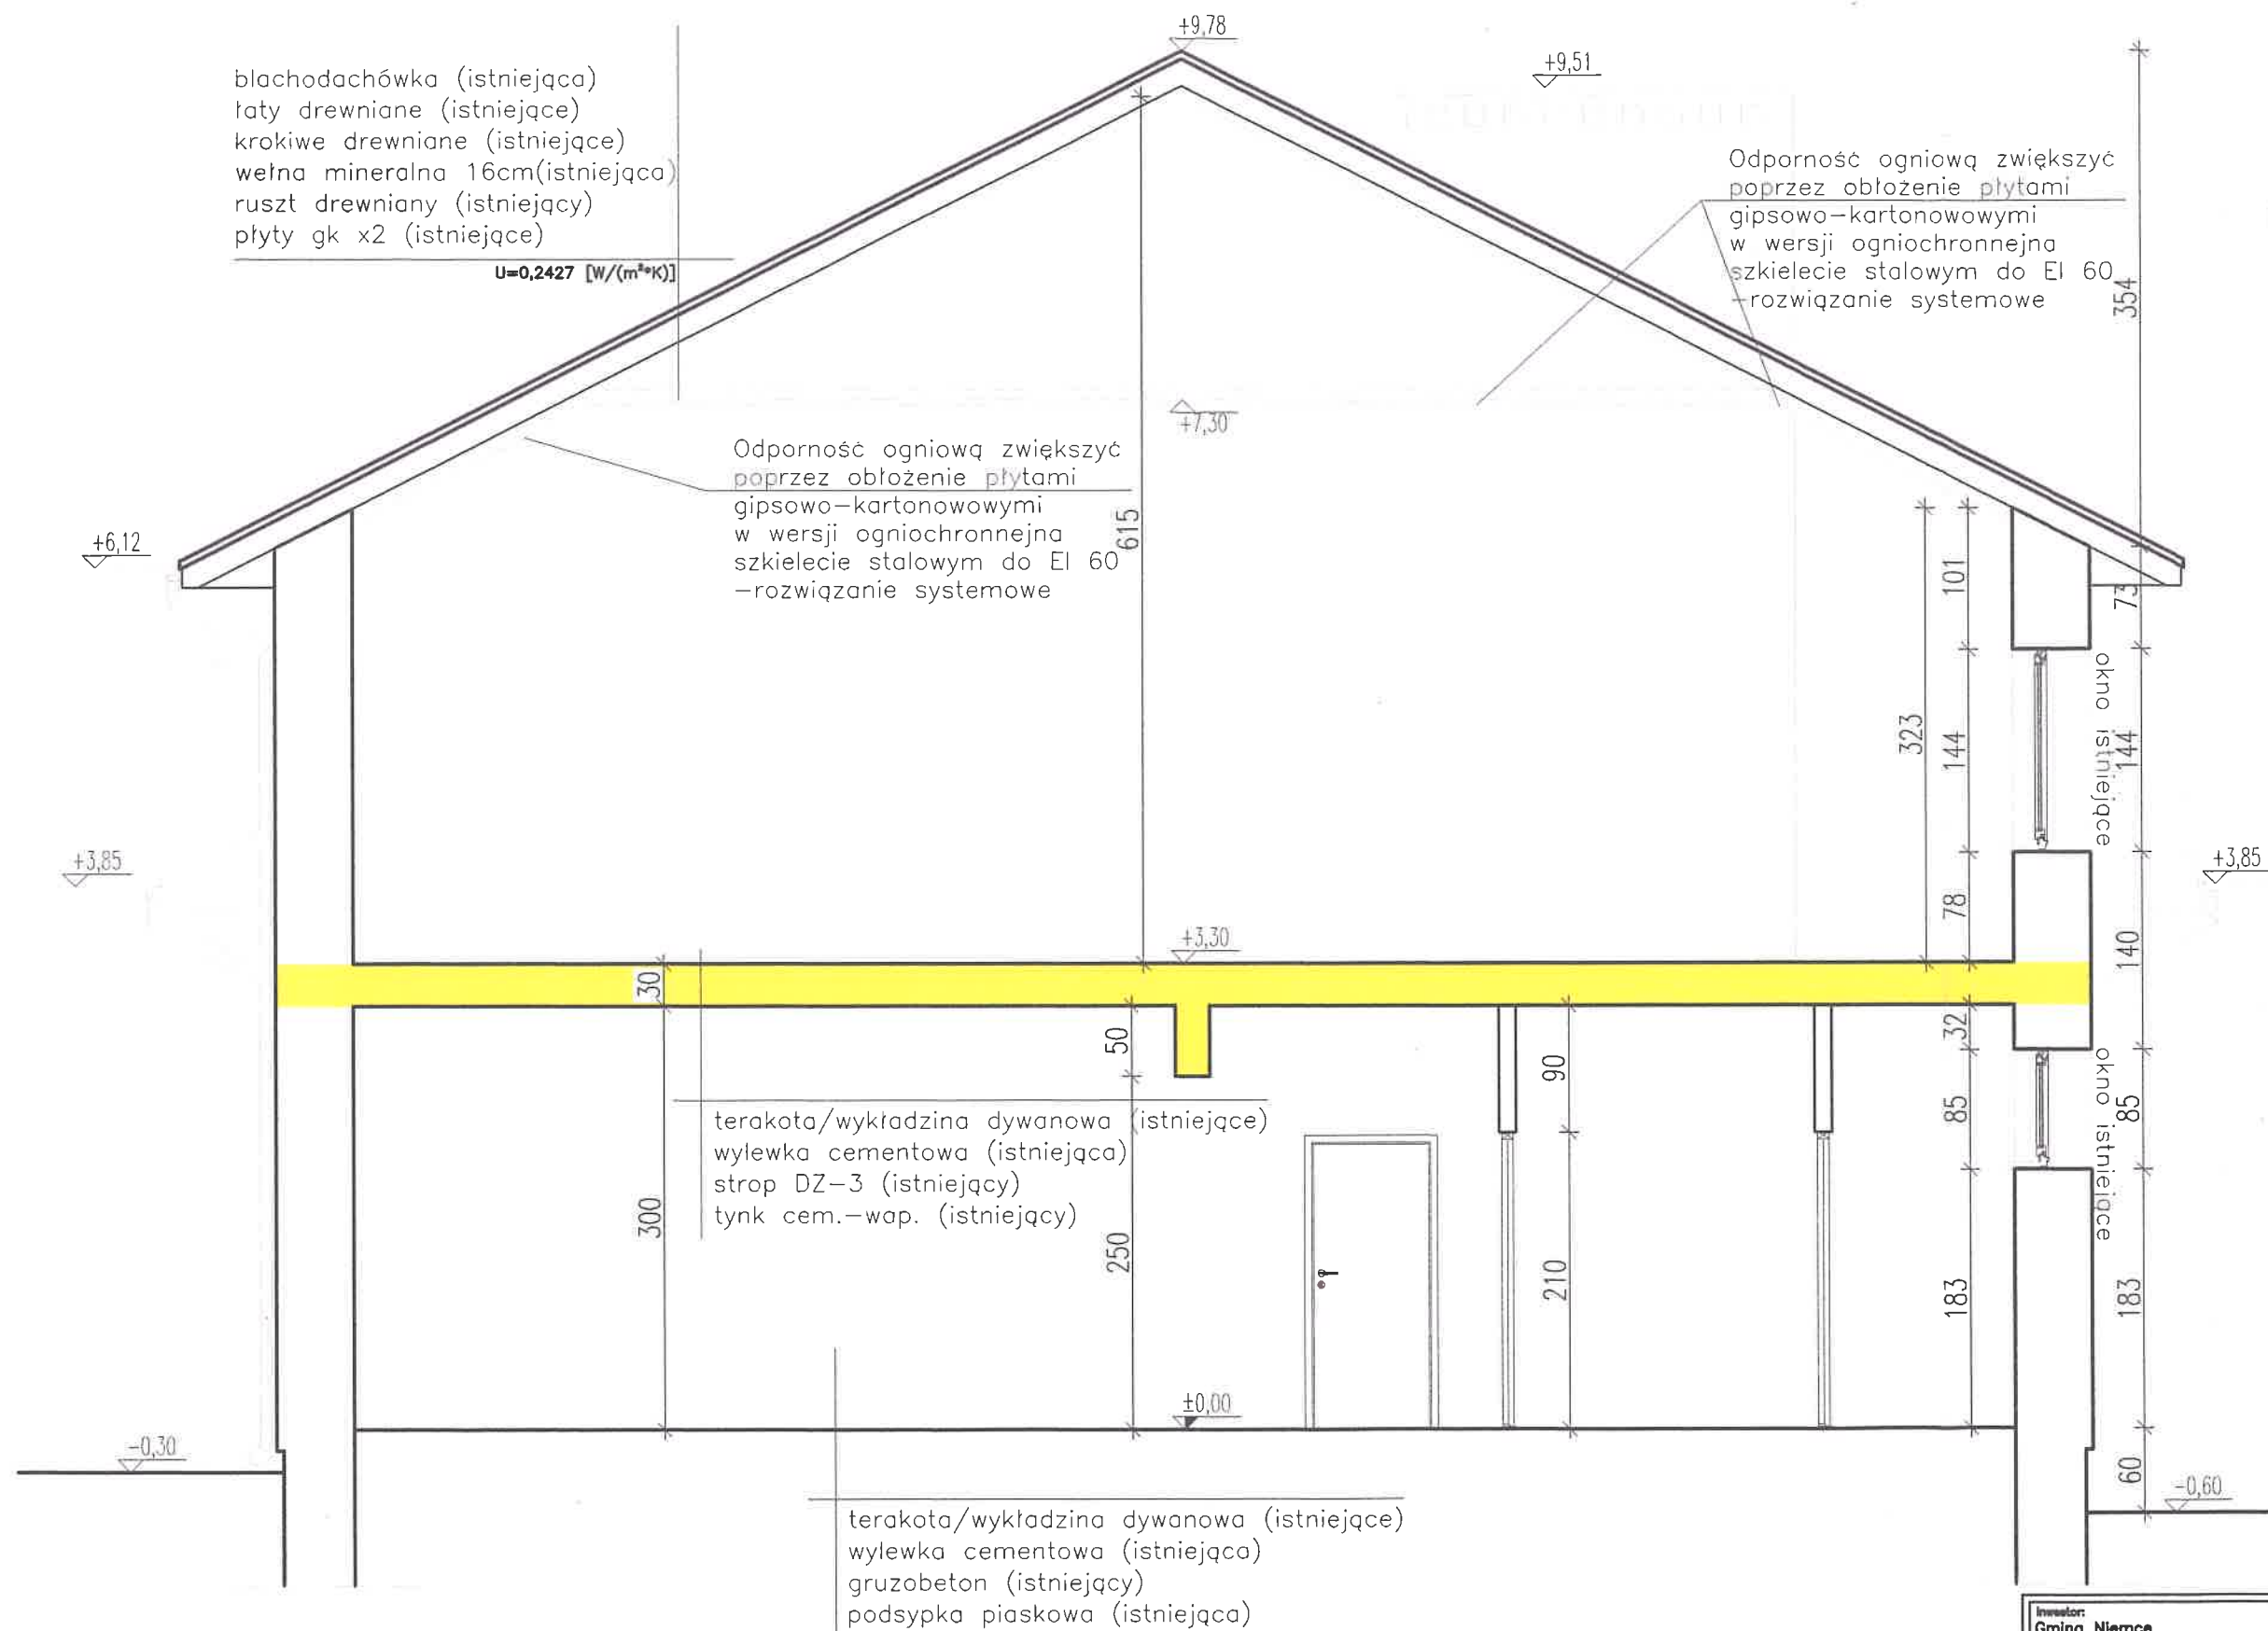 +9,78
+9,51
blachodachówka (istniejąca)
łaty drewniane (istniejące)
krokiwe drewniane (istniejące)
wełna mineralna 16cm(istniejąca)
ruszt drewniany (istniejący)
płyty gk x2 (istniejące)
U=0,2427 [W/(m²*K)]
Odporność ogniową zwiększyć
poprzez obłożenie płytami
gipsowo-kartonowowymi
w wersji ogniochronnejna
szkielecie stalowym do EI 60
-rozwiązanie systemowe
354
+7,30
Odporność ogniową zwiększyć
poprzez obłożenie płytami
gipsowo-kartonowowymi
w wersji ogniochronnejna
szkielecie stalowym do EI 60
-rozwiązanie systemowe
615
+6,12
101
73
323
144
okno istniejące
144
+3,85
+3,85
78
140
+3,30
30
50
90
32
85
okno istniejące
85
terakota/wykładzina dywanowa (istniejące)
wylewka cementowa (istniejąca)
strop DZ-3 (istniejący)
tynk cem.-wap. (istniejący)
300
250
210
183
183
±0,00
-0,30
60
-0,60
terakota/wykładzina dywanowa (istniejące)
wylewka cementowa (istniejąca)
gruzobeton (istniejący)
podsypka piaskowa (istniejąca)
Inwestor:
Gmina Niemce